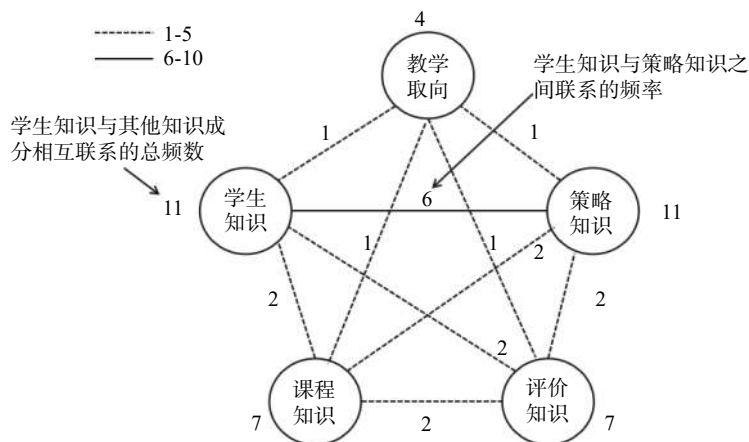 4
1-5
6-10
教学
取向
学生知识与策略知识之
间联系的频率
学生知识与其他知识成
分相互联系的总频数
1
1
11
学生
知识
6
策略
知识
11
1
1
2
2
2
2
课程
知识
评价
知识
7
2
7